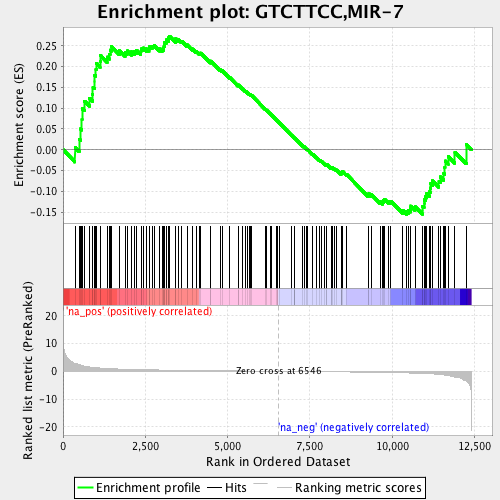 Enrichment plot: GTCTTCC,MIR-7
Enrichment score (ES)
0.25
0.20
0.15
0.10
0.05
0.00
-0.05
-0.10
-0.15
'na_pos' (positively correlated)
Ranked list metric (PreRanked)
20
10
0
-10
-20
Zero cross at 6546
'na_neg' (negatively correlated)
0
2,500
5,000
7,500
10,000
12,500
Rank in Ordered Dataset
Enrichment profile
Hits
Ranking metric scores